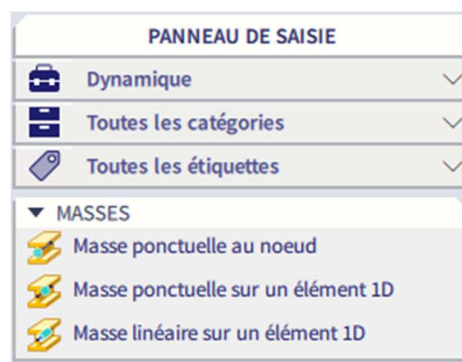 PANNEAU DE SAISIE
Dynamique
Toutes les catégories
Toutes les étiquettes
MASSES
Masse ponctuelle au noeud
Masse ponctuelle sur un élément 1D
Masse linéaire sur un élément 1D